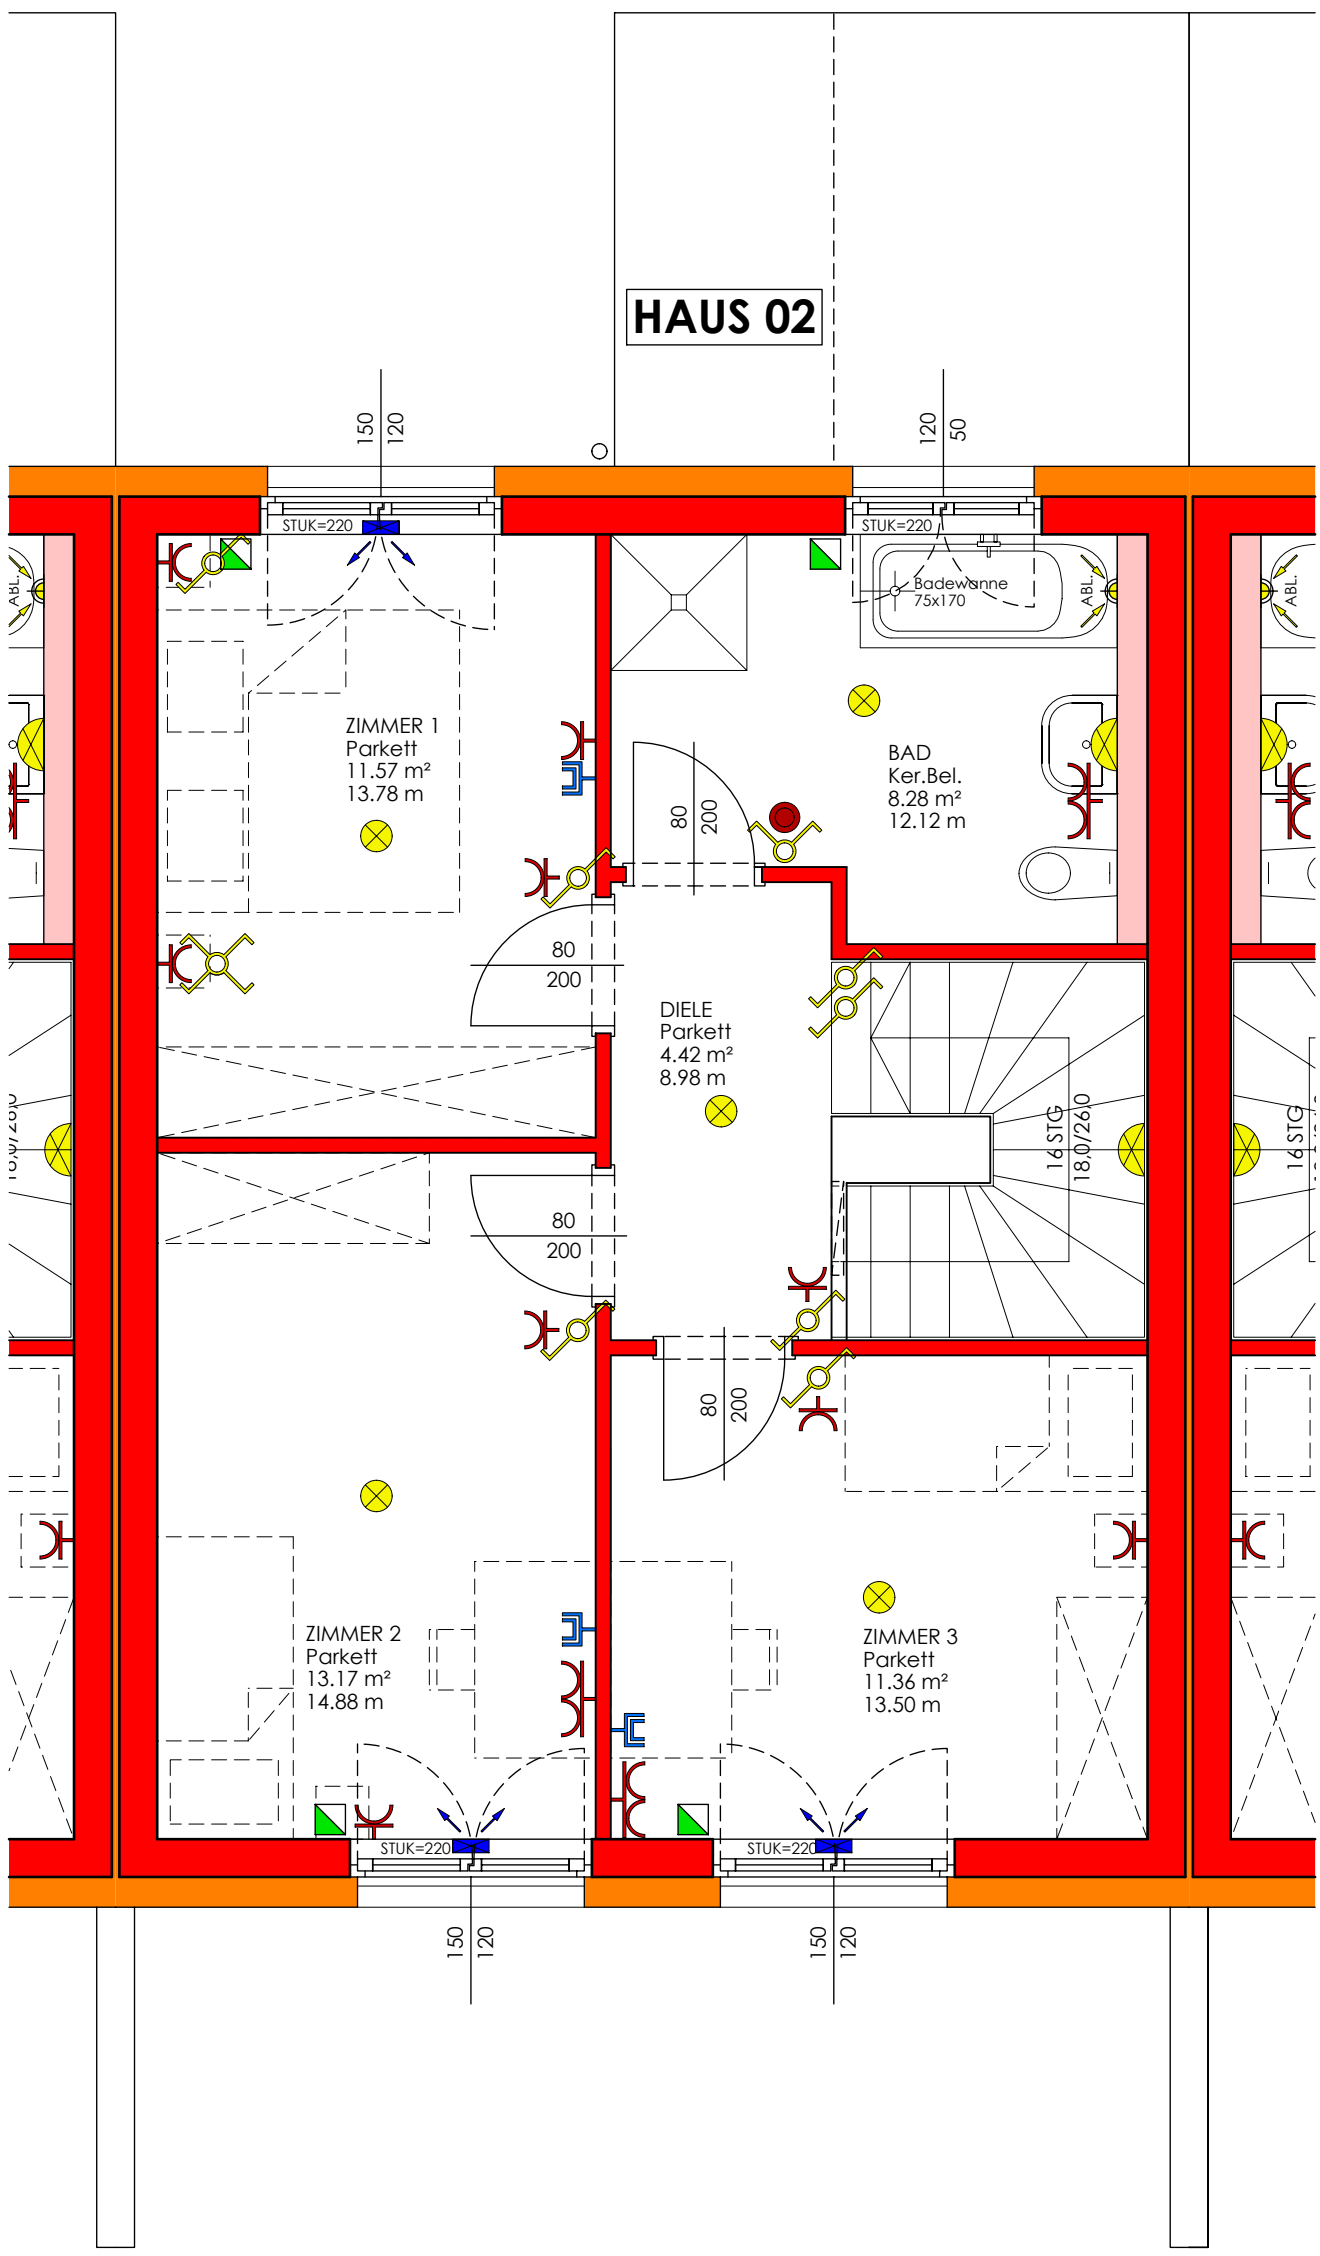 HAUS 02
150
120
120
50
STUK=220
STUK=220
ABL.
Badewanne
75x170
ABL.
ABL.
ZIMMER 1
Parkett
11.57 m²
13.78 m
BAD
Ker.Bel.
8.28 m²
12.12 m
80
200
80
200
DIELE
Parkett
4.42 m²
8.98 m
16 STG
18,0/26,0
16 STG
18,0/26,0
80
200
80
200
ZIMMER 2
Parkett
13.17 m²
14.88 m
ZIMMER 3
Parkett
11.36 m²
13.50 m
STUK=220
STUK=220
150
120
150
120